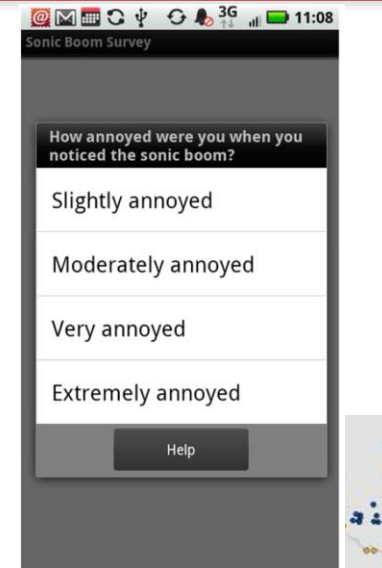 3G 11:08
Sonic Boom Survey
How annoyed were you when you
noticed the sonic boom?
Slightly annoyed
Moderately annoyed
Very annoyed
Extremely annoyed
Help